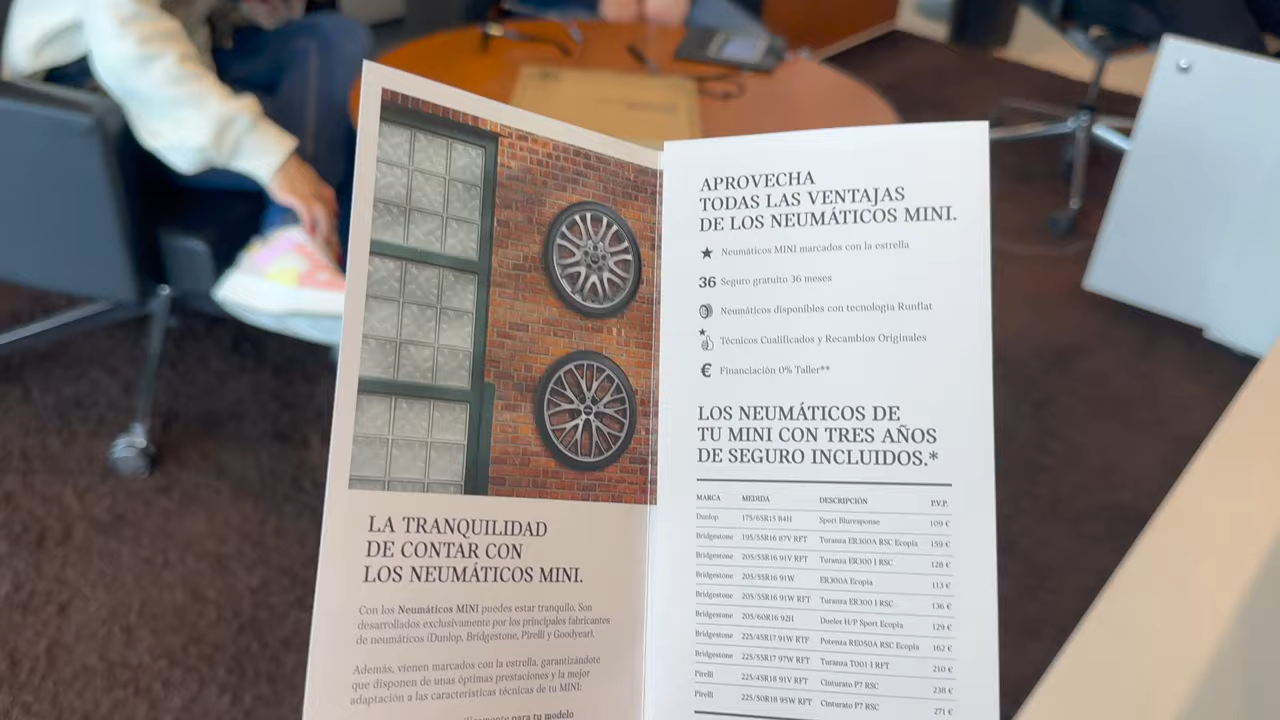 LA TRANQUILIDAD
DE CONTAR CON
LOS NEUMÁTICOS MINI.
Con los Neumáticos MINI puedes estar tranquilo. Son
desarrollados exclusivamente por los principales fabricantes
de neumáticos (Dunlop, Bridgestone, Pirelli y Goodyear).
Además, vienen marcados con la estrella, garantizándote
que disponen de unas óptimas prestaciones y la mejor
adaptación a las características técnicas de tu MINI:
para tu modelo
APROVECHA
TODAS LAS VENTAJAS
DE LOS NEUMÁTICOS MINI.
Neumáticos MINI marcados con la estrella
36 Seguro gratuito 36 meses
Neumáticos disponibles con tecnología Runflat
Técnicos Cualificados y Recambios Originales
€ Financiación 0% Taller**
LOS NEUMÁTICOS DE
TU MINI CON TRES AÑOS
DE SEGURO INCLUIDOS.*
MARCA MEDIDA DESCRIPCIÓN P.V.P.
Dunlop 175/65R15 84H Sport Bluresponse 109 €
Bridgestone 195/55R16 87V RFT Turanza ER300A RSC Ecopia 159 €
Bridgestone 205/55R16 91V RFT Turanza ER300 1 RSC 128 €
Bridgestone 205/55R16 91W ER300A Ecopia 113 €
Bridgestone 205/55R16 91W RFT Turanza ER300 1 RSC 136 €
Bridgestone 205/60R16 92H Dueler H/P Sport Ecopia 129 €
Bridgestone 225/45R17 91W RTF Potenza RE050A RSC Ecopia 162 €
Bridgestone 225/55R17 97W RFT Turanza T001-1 RFT 210 €
Pirelli 225/45R18 91V RFT Cinturato P7 RSC 238 €
Pirelli 225/50R18 95W RFT Cinturato P7 RSC 271 €